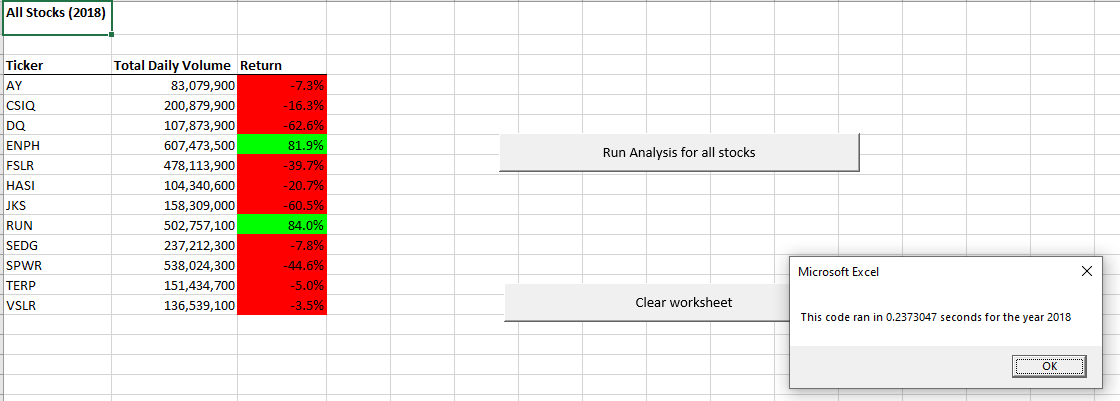 All Stocks (2018)
Ticker Total Daily Volume Return
AY 83,079,900 -7.3%
CSIQ 200,879,900 -16.3%
DQ 107,873,900 -62.6%
ENPH 607,473,500 81.9%
FSLR 478,113,900 -39.7%
HASI 104,340,600 -20.7%
JKS 158,309,000 -60.5%
RUN 502,757,100 84.0%
SEDG 237,212,300 -7.8%
SPWR 538,024,300 -44.6%
TERP 151,434,700 -5.0%
VSLR 136,539,100 -3.5%
Run Analysis for all stocks
Clear worksheet
Microsoft Excel
This code ran in 0.2373047 seconds for the year 2018
OK